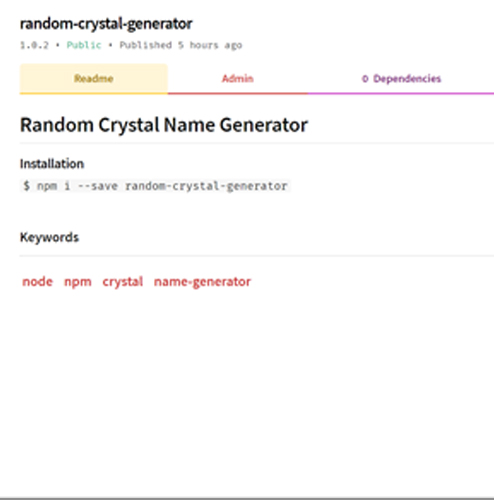 random-crystal-generator
1.0.2 • Public • Published 5 hours ago
Readme Admin 0 Dependencies
Random Crystal Name Generator
Installation
$ npm i --save random-crystal-generator
Keywords
node npm crystal name-generator